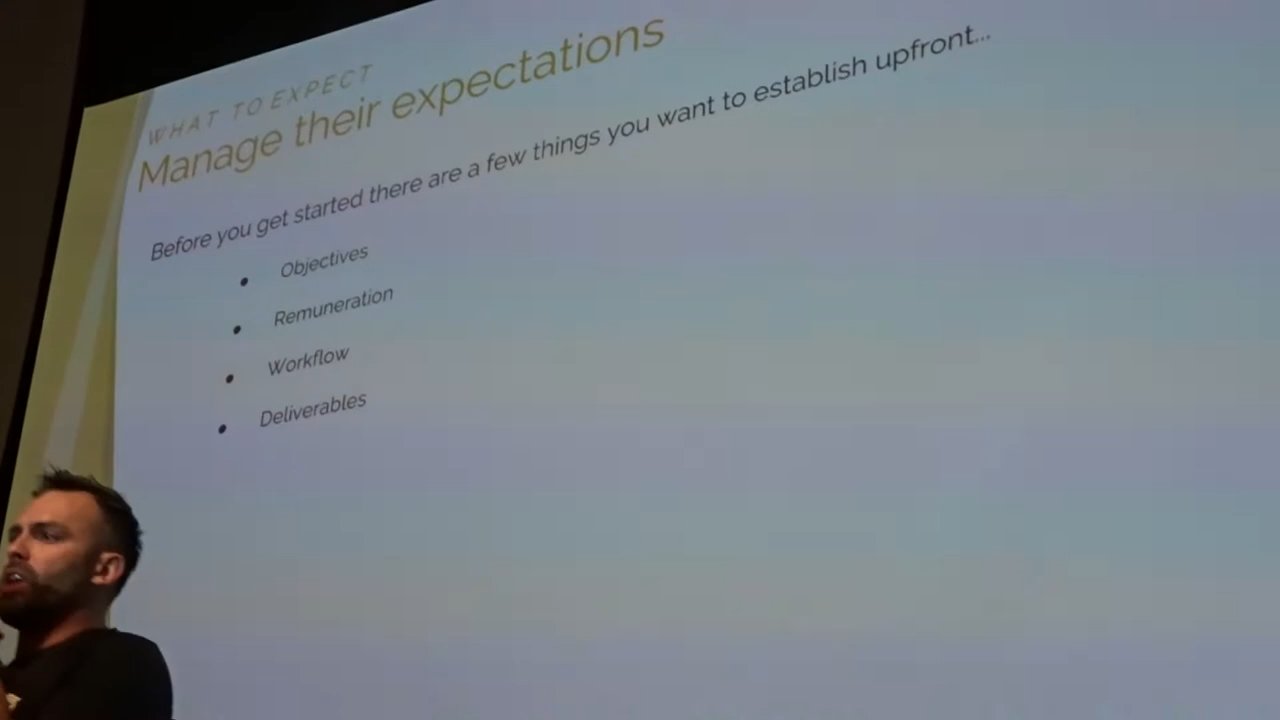 WHAT TO EXPECT
Manage their expectations
Before you get started there are a few things you want to establish upfront...
• Objectives
• Remuneration
• Workflow
• Deliverables